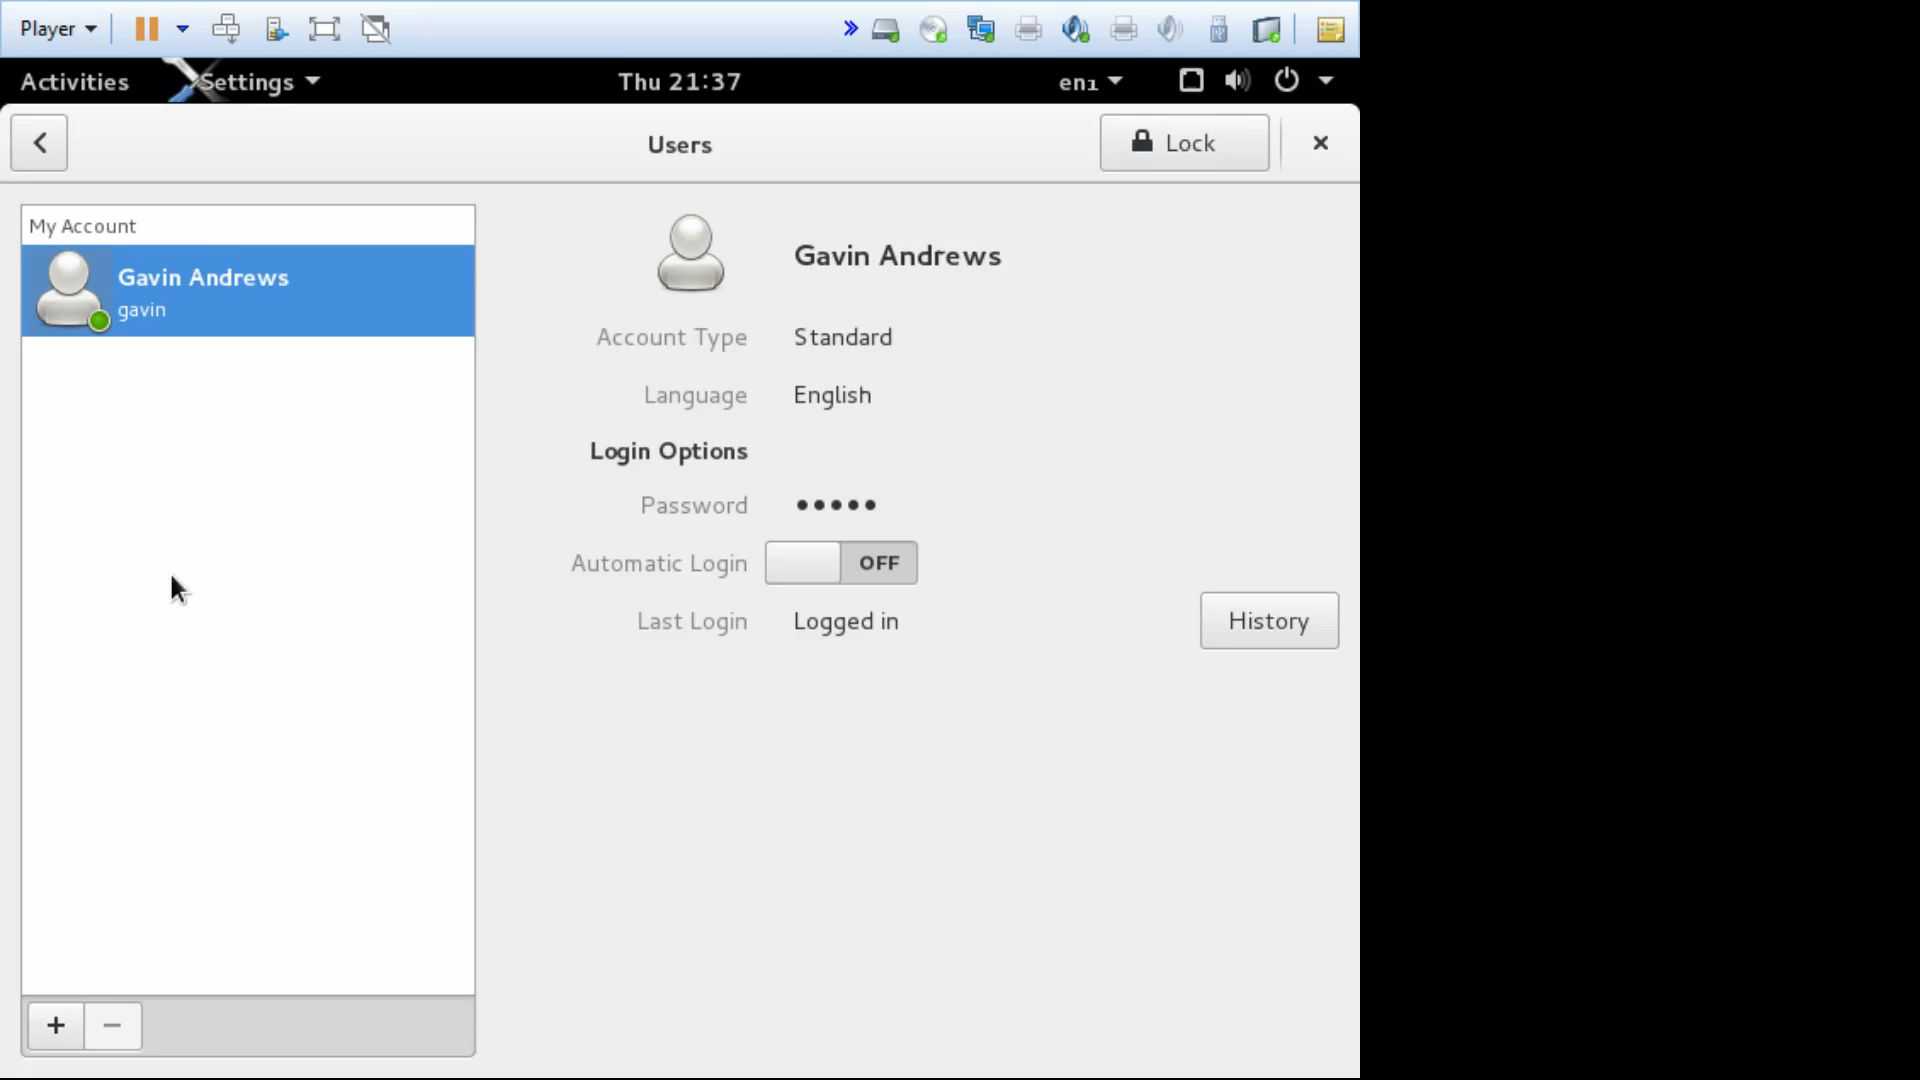 Player
Activities
Settings
Thu 21:37
en₁
Users
Lock
My Account
Gavin Andrews
gavin
Gavin Andrews
Account Type Standard
Language English
Login Options
Password •••••
Automatic Login OFF
Last Login Logged in
History